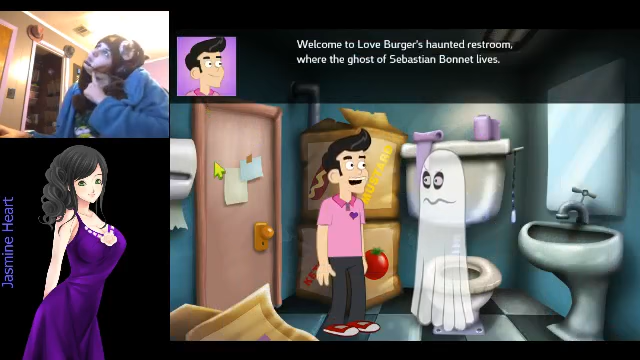 Welcome to Love Burger's haunted restroom,
where the ghost of Sebastian Bonnet lives.
MUSTARD
Jasmine Heart